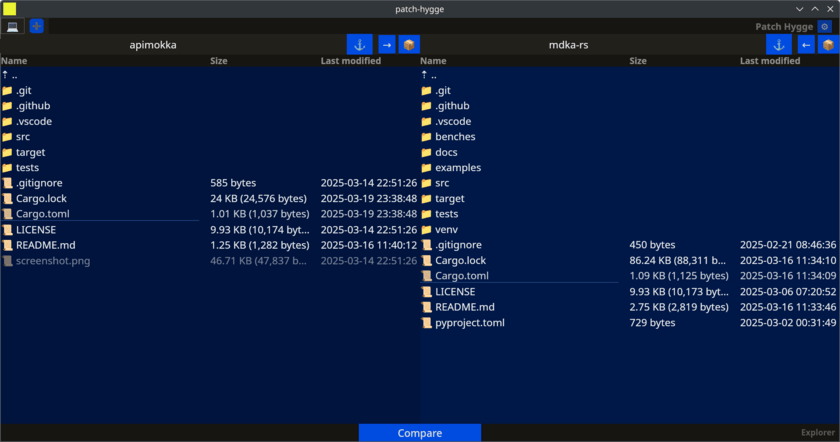 patch-hygge
Patch Hygge
apimokka
mdka-rs
Name Size Last modified
..
.git
.github
.vscode
src
target
tests
.gitignore 585 bytes 2025-03-14 22:51:26
Cargo.lock 24 KB (24,576 bytes) 2025-03-19 23:38:48
Cargo.toml 1.01 KB (1,037 bytes) 2025-03-19 23:38:48
LICENSE 9.93 KB (10,174 byt... 2025-03-14 22:51:26
README.md 1.25 KB (1,282 bytes) 2025-03-16 11:40:12
screenshot.png 46.71 KB (47,837 b... 2025-03-14 22:51:26
Name Size Last modified
..
.git
.github
.vscode
benches
docs
examples
src
target
tests
venv
.gitignore 450 bytes 2025-02-21 08:46:36
Cargo.lock 86.24 KB (88,311 b... 2025-03-16 11:34:10
Cargo.toml 1.09 KB (1,125 bytes) 2025-03-16 11:34:09
LICENSE 9.93 KB (10,173 byt... 2025-03-06 07:20:52
README.md 2.75 KB (2,819 bytes) 2025-03-16 11:33:46
pyproject.toml 729 bytes 2025-03-02 00:31:49
Compare
Explorer